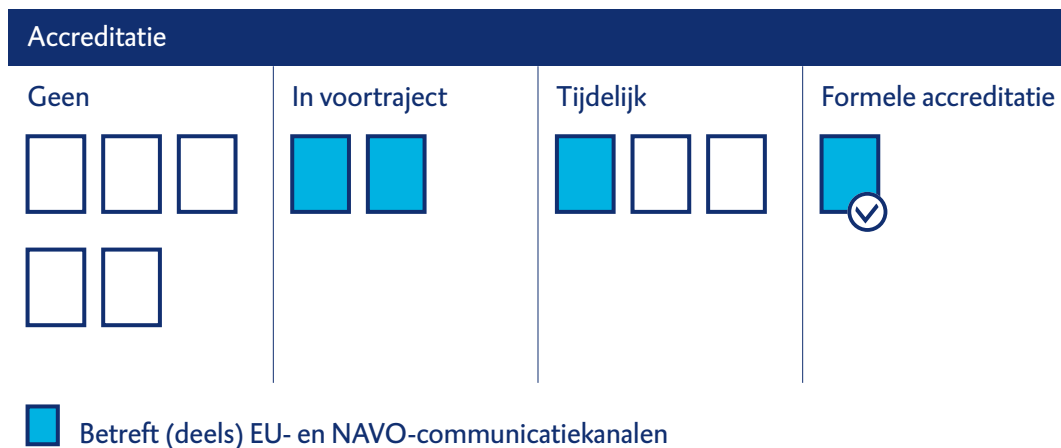 Accreditatie
Geen
In voortraject
Tijdelijk
Formele accreditatie
Betreft (deels) EU- en NAVO-communicatiekanalen